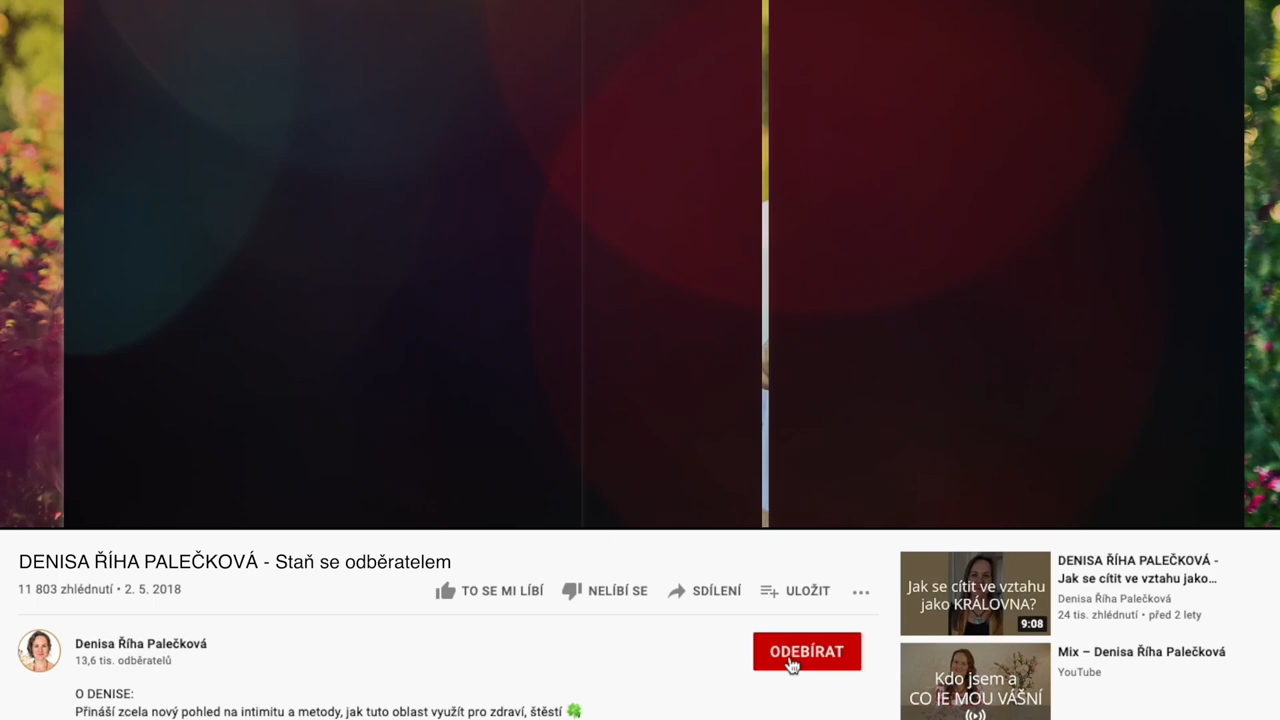 DENISA ŘÍHA PALEČKOVÁ - Staň se odběratelem
11 803 zhlédnutí • 2. 5. 2018
TO SE MI LÍBÍ
NELÍBÍ SE
SDÍLENÍ
ULOŽIT
Denisa Říha Palečková
13,6 tis. odběratelů
ODEBÍRAT
O DENISE:
Přináší zcela nový pohled na intimitu a metody, jak tuto oblast využít pro zdraví, štěstí 🍀
Jak se cítit ve vztahu
jako KRÁLOVNA?
9:08
DENISA ŘÍHA PALEČKOVÁ -
Jak se cítit ve vztahu jako...
Denisa Říha Palečková
24 tis. zhlédnutí • před 2 lety
Kdo jsem a
CO JE MOU VÁŠNÍ
Mix – Denisa Říha Palečková
YouTube